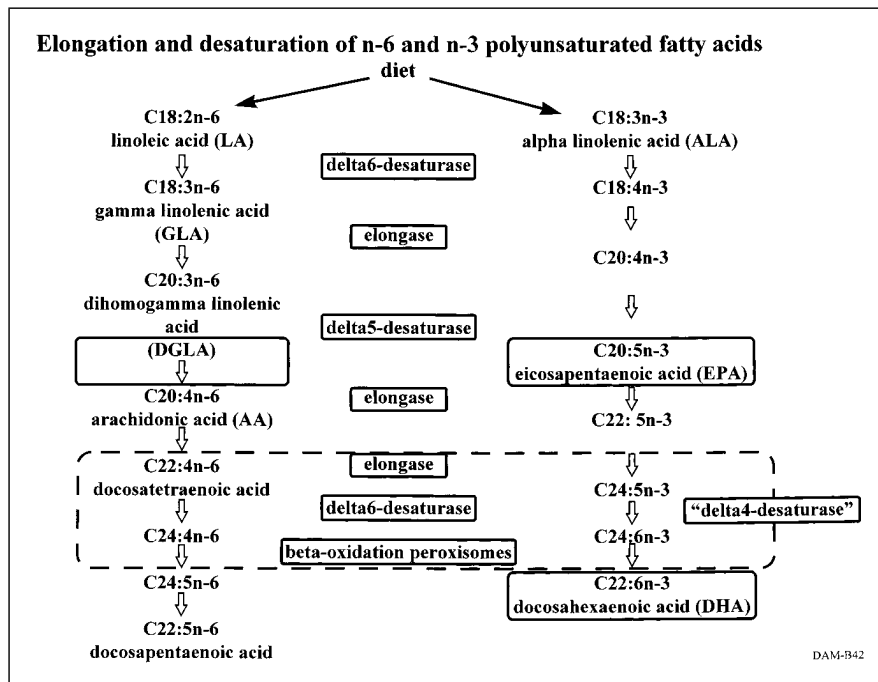 Elongation and desaturation of n-6 and n-3 polyunsaturated fatty acids
diet
C18:2n-6
linoleic acid (LA)
C18:3n-6
gamma linolenic acid
(GLA)
C20:3n-6
dihomogamma linolenic
acid
(DGLA)
C20:4n-6
arachidonic acid (AA)
C22:4n-6
docosatetraenoic acid
C24:4n-6
C24:5n-6
C22:5n-6
docosapentaenoic acid
delta6-desaturase
elongase
delta5-desaturase
elongase
elongase
delta6-desaturase
beta-oxidation peroxisomes
C18:3n-3
alpha linolenic acid (ALA)
C18:4n-3
C20:4n-3
C20:5n-3
eicosapentaenoic acid (EPA)
C22: 5n-3
C24:5n-3
C24:6n-3
C22:6n-3
docosahexaenoic acid (DHA)
“delta4-desaturase”
DAM-B42